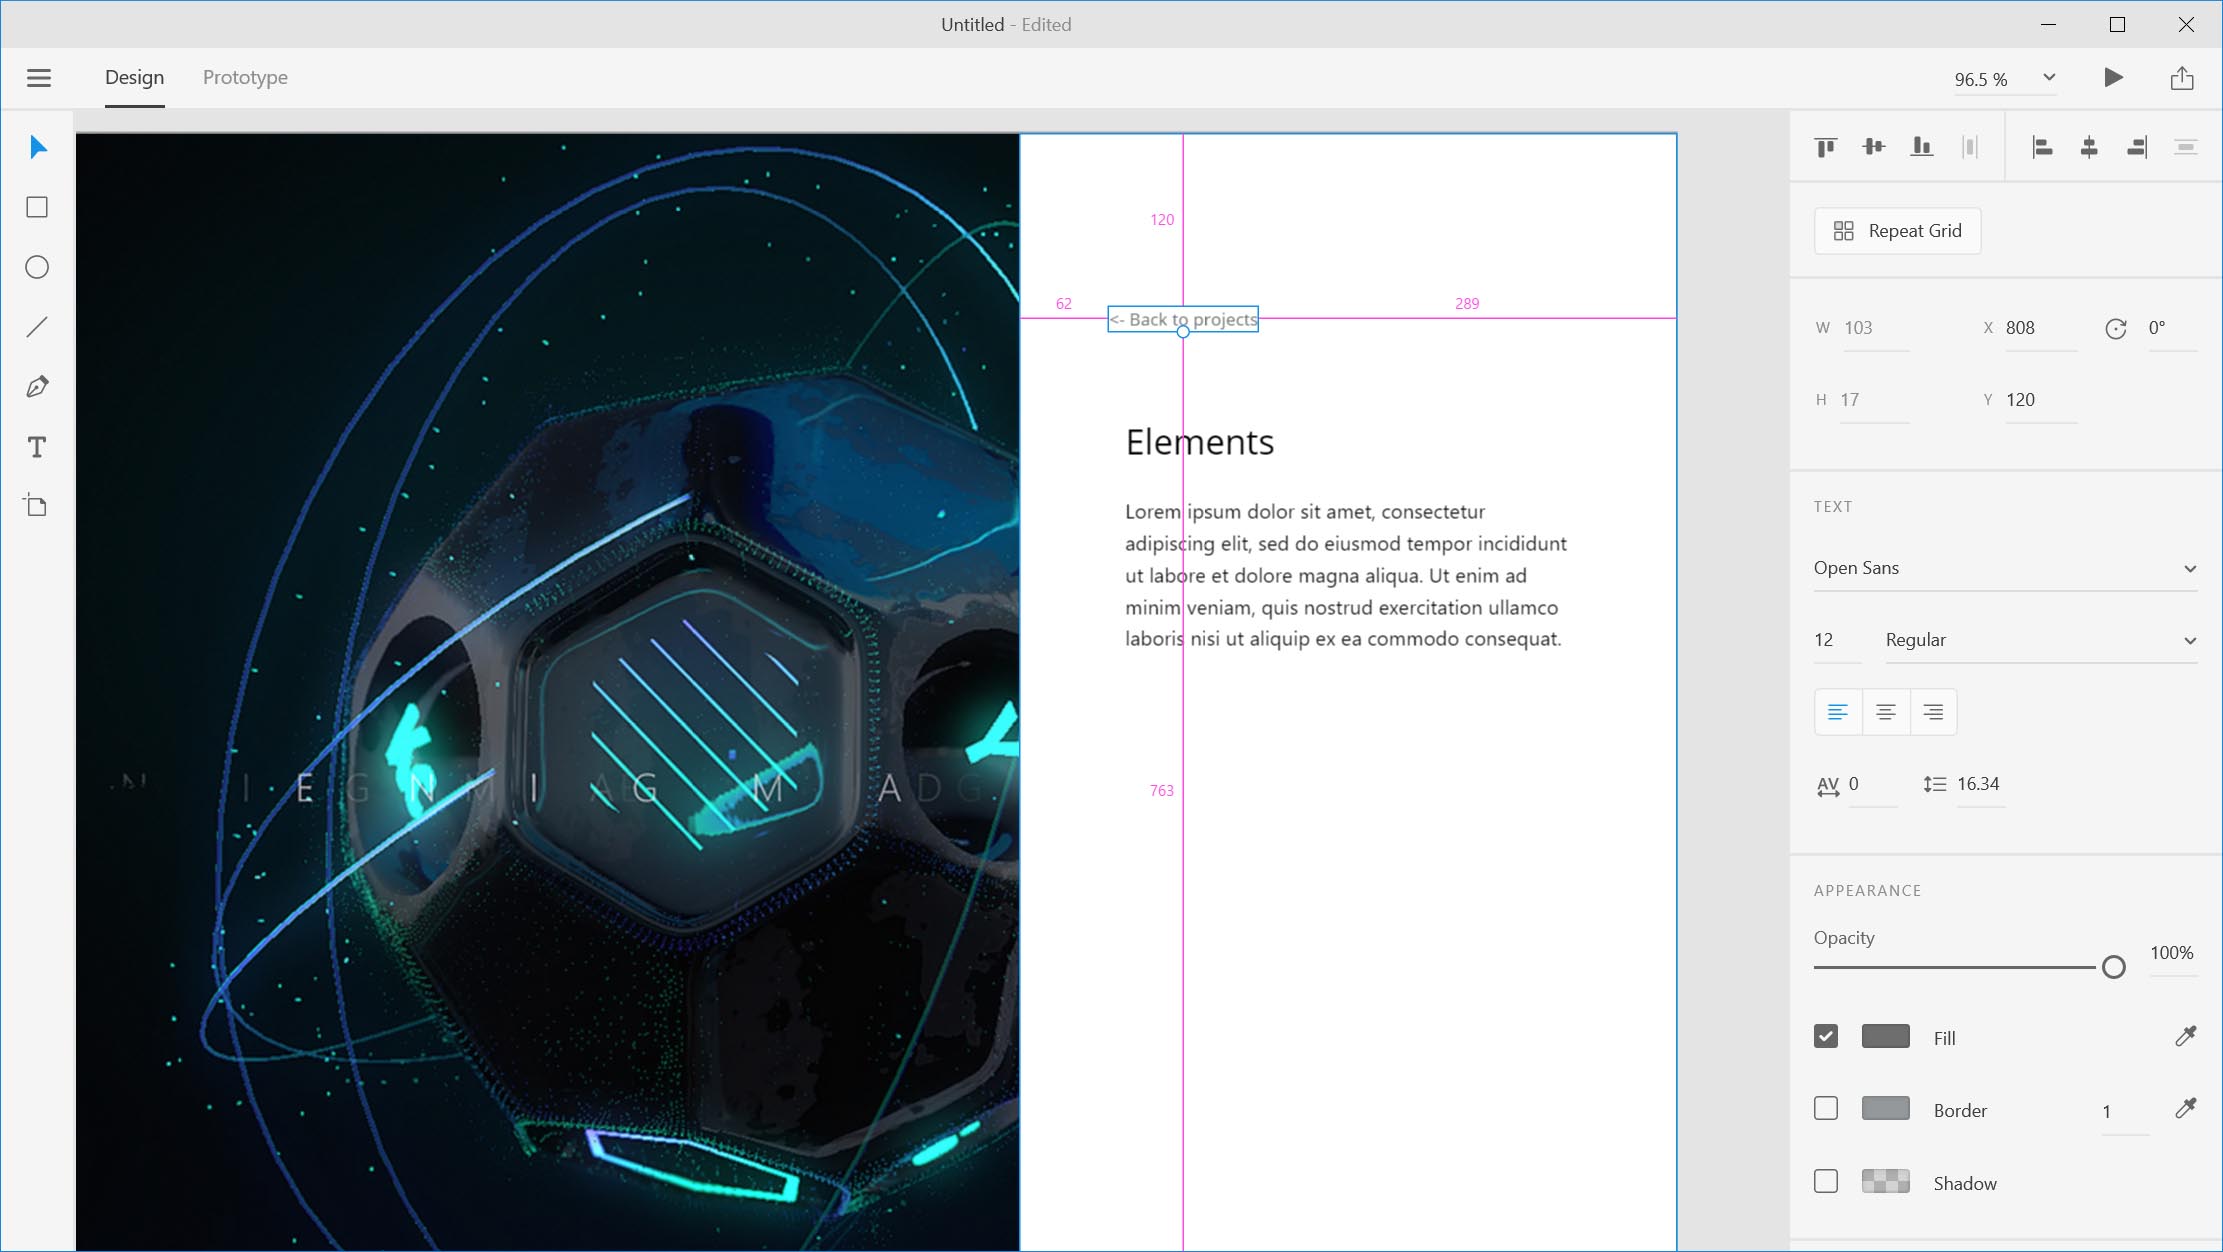 Untitled - Edited
Design Prototype
96.5 %
Repeat Grid
120
62
289
<- Back to projects
W 103 X 808 0°
H 17 Y 120
Elements
Lorem ipsum dolor sit amet, consectetur
adipiscing elit, sed do eiusmod tempor incididunt
ut labore et dolore magna aliqua. Ut enim ad
minim veniam, quis nostrud exercitation ullamco
laboris nisi ut aliquip ex ea commodo consequat.
763
E N I G M A
TEXT
Open Sans
12 Regular
AV 0 16.34
APPEARANCE
Opacity
100%
Fill
Border 1
Shadow